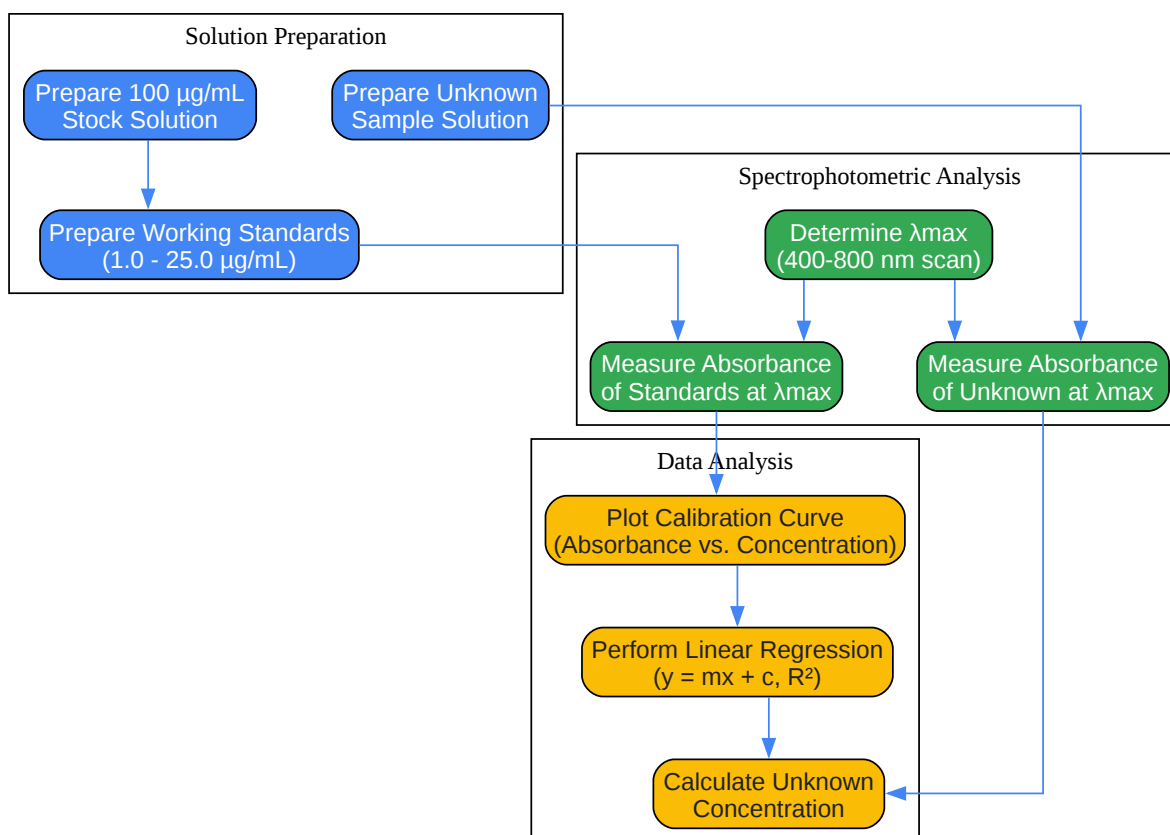 Solution Preparation
Prepare 100 µg/mL
Stock Solution
Prepare Unknown
Sample Solution
Prepare Working Standards
(1.0 - 25.0 µg/mL)
Spectrophotometric Analysis
Determine λmax
(400-800 nm scan)
Measure Absorbance
of Standards at λmax
Measure Absorbance
of Unknown at λmax
Data Analysis
Plot Calibration Curve
(Absorbance vs. Concentration)
Perform Linear Regression
(y = mx + c, R²)
Calculate Unknown
Concentration